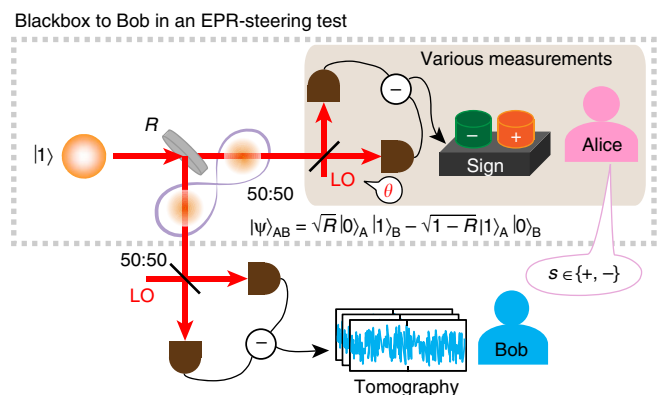 Blackbox to Bob in an EPR-steering test
Various measurements
−
R
|1⟩
− +
Alice
LO
θ
Sign
50:50
|ψ⟩AB = √R |0⟩A |1⟩B − √1−R |1⟩A |0⟩B
50:50
s ∈ {+, −}
LO
−
Bob
Tomography